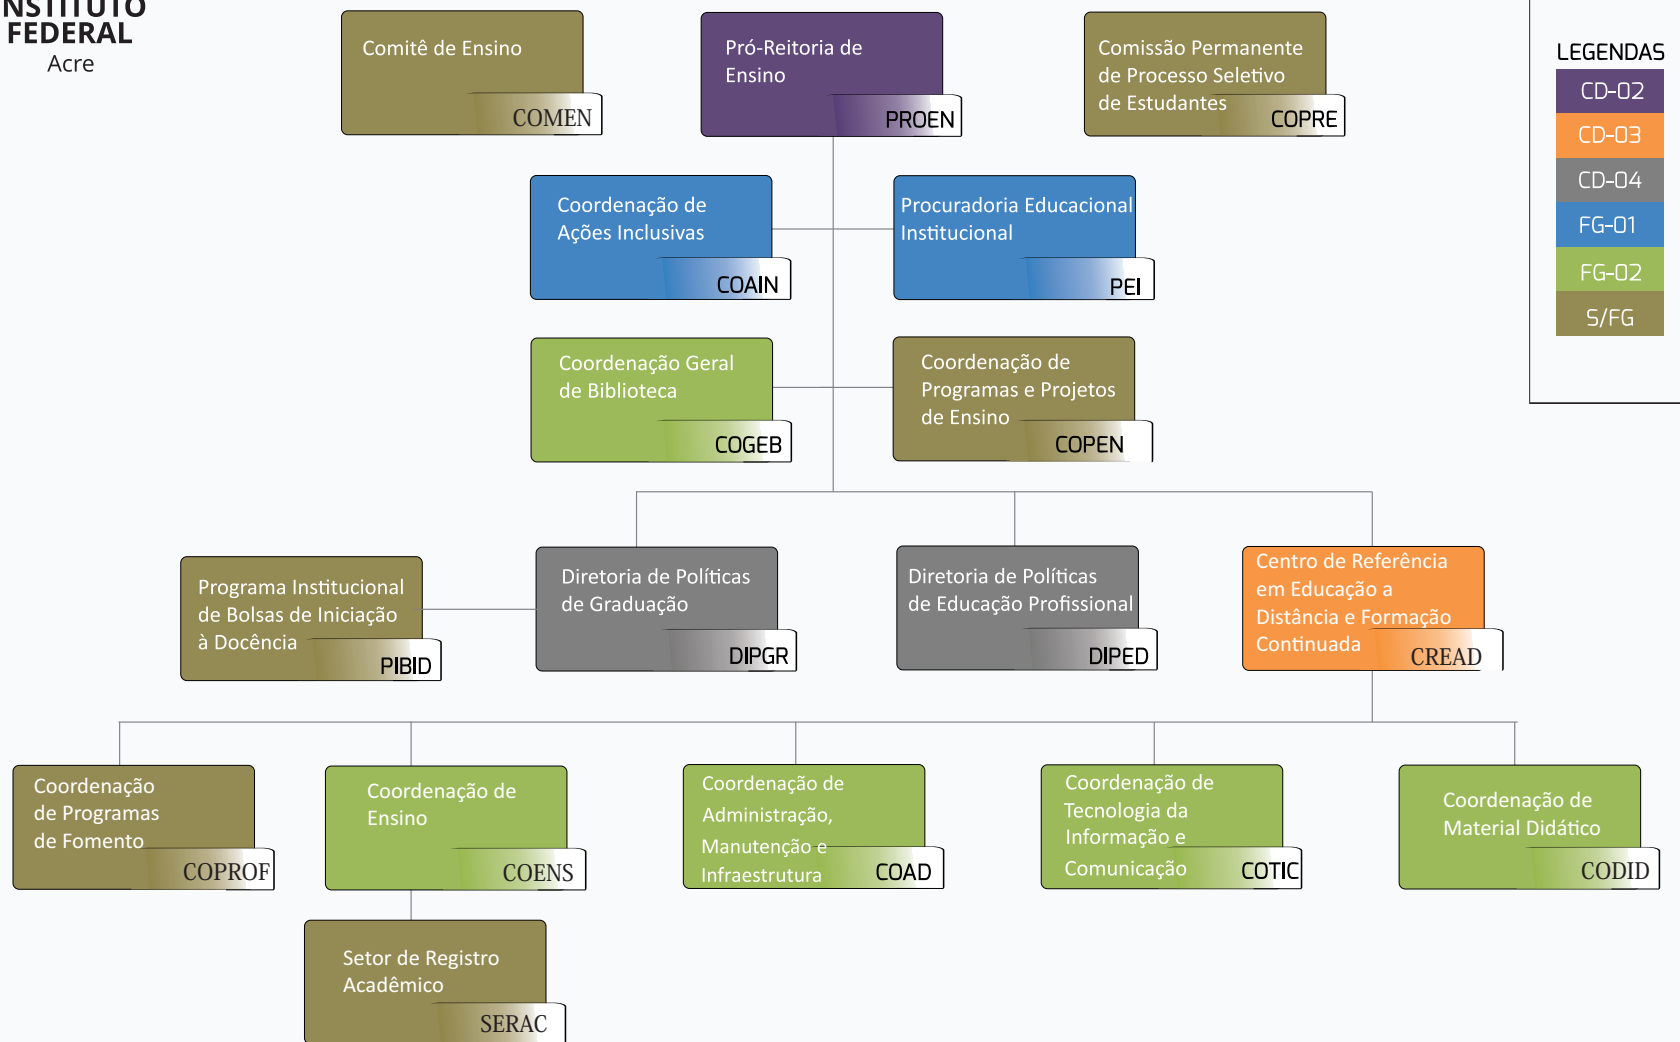 NSTITUTO
FEDERAL
Acre
Comitê de Ensino
COMEN
Pró-Reitoria de
Ensino
PROEN
Comissão Permanente
de Processo Seletivo
de Estudantes
COPRE
LEGENDAS
CD-02
CD-03
CD-04
FG-01
FG-02
S/FG
Coordenação de
Ações Inclusivas
COAIN
Procuradoria Educacional
Institucional
PEI
Coordenação Geral
de Biblioteca
COGEB
Coordenação de
Programas e Projetos
de Ensino
COPEN
Programa Institucional
de Bolsas de Iniciação
à Docência
PIBID
Diretoria de Políticas
de Graduação
DIPGR
Diretoria de Políticas
de Educação Profissional
DIPED
Centro de Referência
em Educação a
Distância e Formação
Continuada
CREAD
Coordenação
de Programas
de Fomento
COPROF
Coordenação de
Ensino
COENS
Coordenação de
Administração,
Manutenção e
Infraestrutura
COAD
Coordenação de
Tecnologia da
Informação e
Comunicação
COTIC
Coordenação de
Material Didático
CODID
Setor de Registro
Acadêmico
SERAC